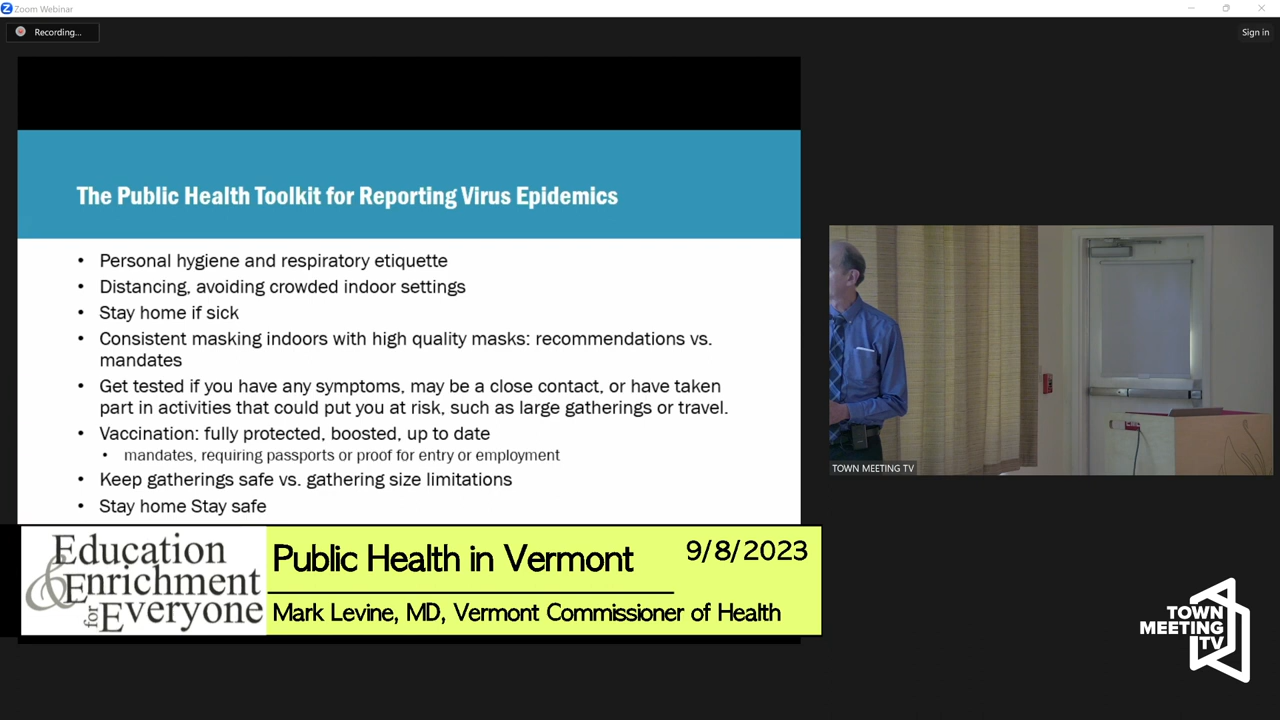 Zoom Webinar
Recording...
Sign in
The Public Health Toolkit for Reporting Virus Epidemics
• Personal hygiene and respiratory etiquette
• Distancing, avoiding crowded indoor settings
• Stay home if sick
• Consistent masking indoors with high quality masks: recommendations vs.
mandates
• Get tested if you have any symptoms, may be a close contact, or have taken
part in activities that could put you at risk, such as large gatherings or travel.
• Vaccination: fully protected, boosted, up to date
• mandates, requiring passports or proof for entry or employment
• Keep gatherings safe vs. gathering size limitations
• Stay home Stay safe
TOWN MEETING TV
Education
& Enrichment
for Everyone
Public Health in Vermont
9/8/2023
Mark Levine, MD, Vermont Commissioner of Health
TOWN
MEETING
TV